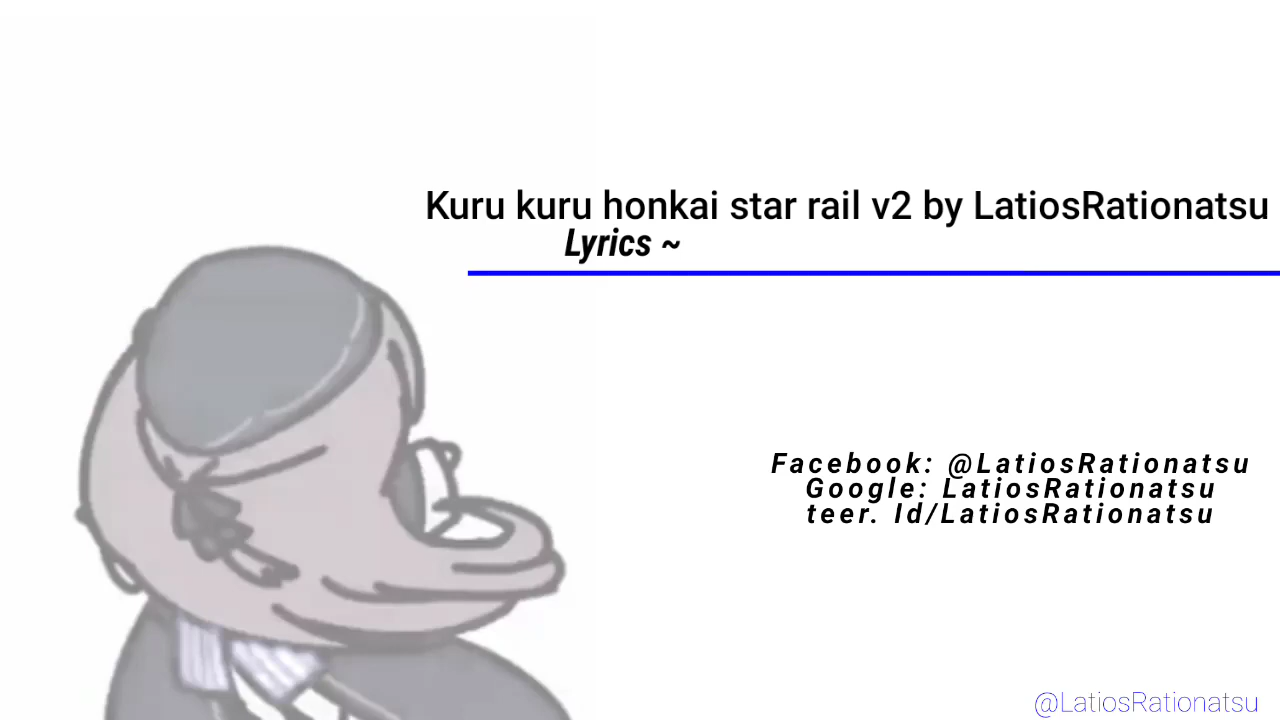 Kuru kuru honkai star rail v2 by LatiosRationatsu
Lyrics ~
Facebook: @LatiosRationatsu
Google: LatiosRationatsu
teer. Id/LatiosRationatsu
@LatiosRationatsu